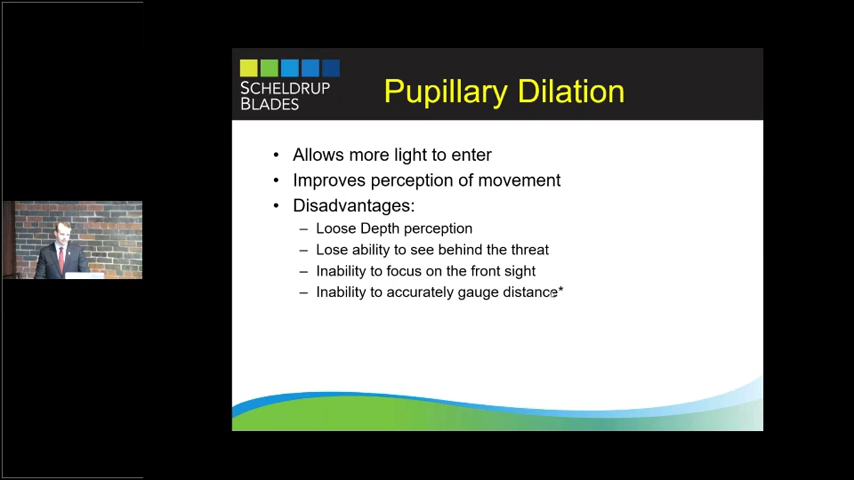 SCHELDRUP
BLADES
Pupillary Dilation
• Allows more light to enter
• Improves perception of movement
• Disadvantages:
– Loose Depth perception
– Lose ability to see behind the threat
– Inability to focus on the front sight
– Inability to accurately gauge distance*